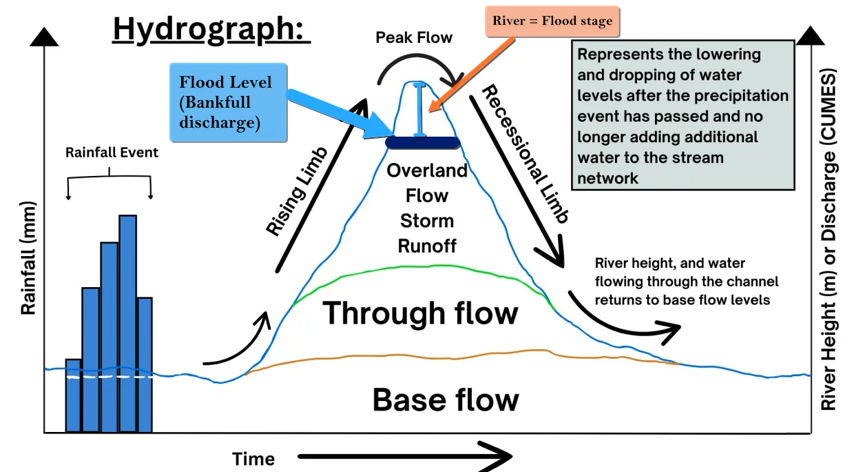 Hydrograph:
River = Flood stage
Peak Flow
Flood Level
(Bankfull
discharge)
Represents the lowering
and dropping of water
levels after the precipitation
event has passed and no
longer adding additional
water to the stream
network
Rainfall Event
Rising Limb
Recessional Limb
Overland
Flow
Storm
Runoff
River height, and water
flowing through the channel
returns to base flow levels
Through flow
Base flow
Rainfall (mm)
River Height (m) or Discharge (CUMES)
Time